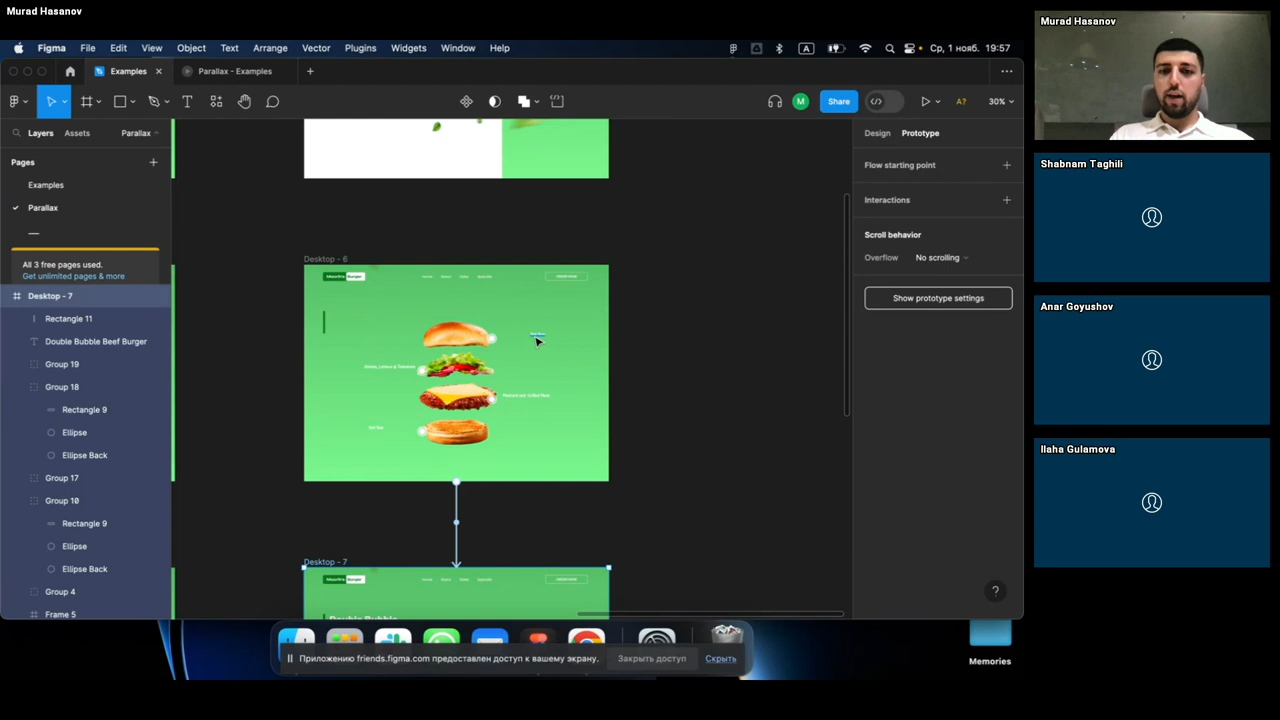 Murad Hasanov
Figma File Edit View Object Text Arrange Vector Plugins Widgets Window Help
A
Ср, 1 нояб. 19:57
Examples
Parallax - Examples
M
Share
A?
30%
Layers Assets Parallax
Pages
Examples
Parallax
All 3 free pages used.
Get unlimited pages & more
Desktop - 7
Rectangle 11
Double Bubble Beef Burger
Group 19
Group 18
Rectangle 9
Ellipse
Ellipse Back
Group 17
Group 10
Rectangle 9
Ellipse
Ellipse Back
Group 4
Frame 5
Desktop - 6
Desktop - 7
Double Bubble
Design Prototype
Flow starting point
Interactions
Scroll behavior
Overflow No scrolling
Show prototype settings
?
Приложению friends.figma.com предоставлен доступ к вашему экрану.
Закрыть доступ
Скрыть
Memories
Murad Hasanov
Shabnam Taghili
Anar Goyushov
Ilaha Gulamova